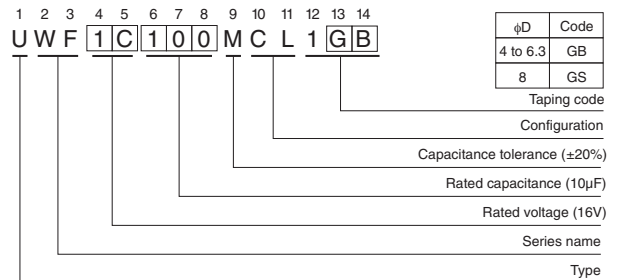 1 2 3 4 5 6 7 8 9 10 11 12 13 14
U W F 1 C 1 0 0 M C L 1 G B
ϕD Code
4 to 6.3 GB
8 GS
Taping code
Configuration
Capacitance tolerance (±20%)
Rated capacitance (10µF)
Rated voltage (16V)
Series name
Type